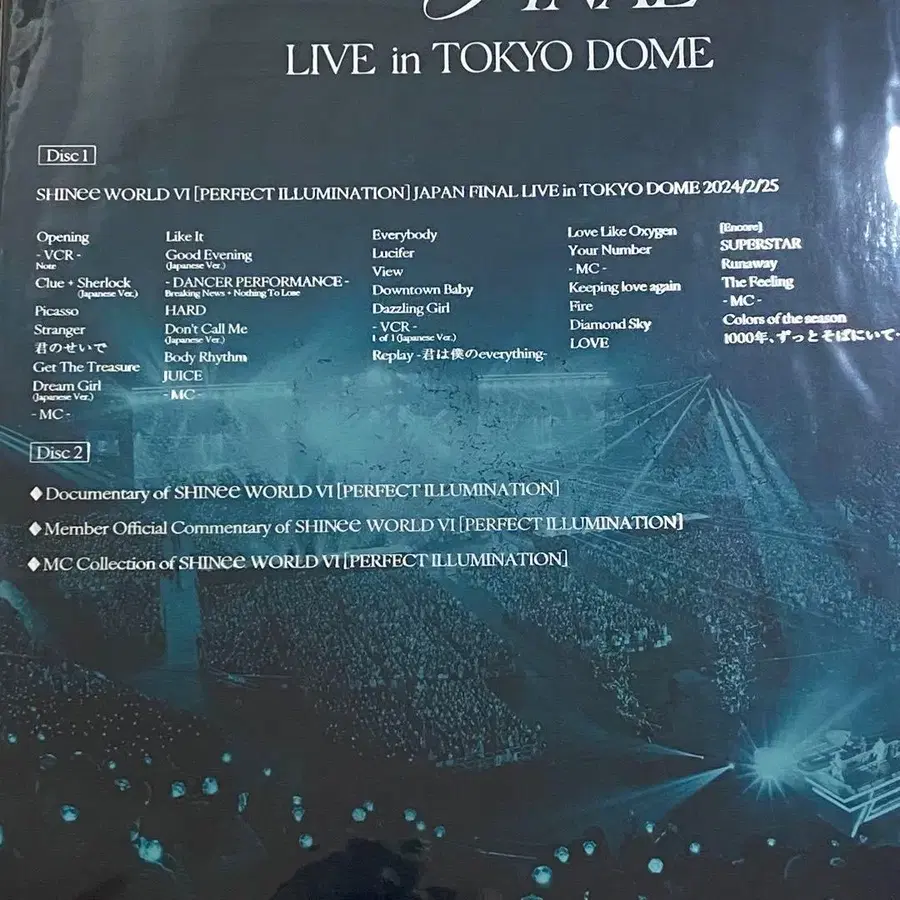 FINAL
LIVE in TOKYO DOME
Disc 1
SHINee WORLD VI [PERFECT ILLUMINATION] JAPAN FINAL LIVE in TOKYO DOME 2024/2/25
Opening
- VCR -
Note
Clue + Sherlock
(Japanese Ver.)
Picasso
Stranger
君のせいで
Get The Treasure
Dream Girl
(Japanese Ver.)
- MC -
Like It
Good Evening
(Japanese Ver.)
- DANCER PERFORMANCE -
Breaking News + Nothing To Lose
HARD
Don't Call Me
(Japanese Ver.)
Body Rhythm
JUICE
- MC -
Everybody
Lucifer
View
Downtown Baby
Dazzling Girl
- VCR -
1 of 1 (Japanese Ver.)
Replay -君は僕のeverything-
Love Like Oxygen
Your Number
- MC -
Keeping love again
Fire
Diamond Sky
LOVE
[Encore]
SUPERSTAR
Runaway
The Feeling
- MC -
Colors of the season
1000年、ずっとそばにいて…
Disc 2
◆Documentary of SHINee WORLD VI [PERFECT ILLUMINATION]
◆Member Official Commentary of SHINee WORLD VI [PERFECT ILLUMINATION]
◆MC Collection of SHINee WORLD VI [PERFECT ILLUMINATION]